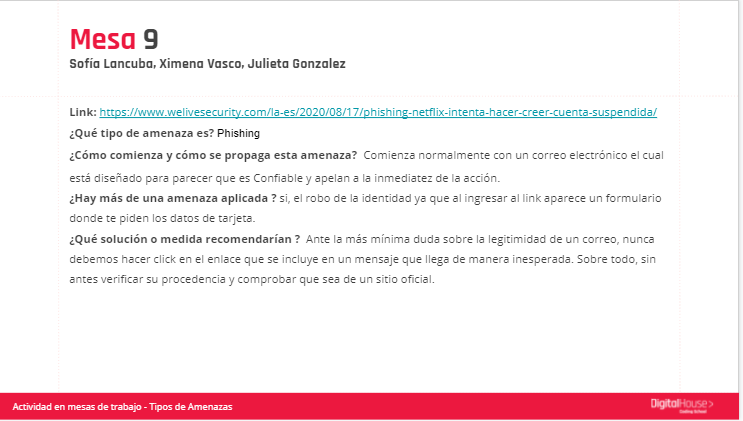 Mesa 9
Sofía Lancuba, Ximena Vasco, Julieta Gonzalez
Link: https://www.welivesecurity.com/la-es/2020/08/17/phishing-netflix-intenta-hacer-creer-cuenta-suspendida/
¿Qué tipo de amenaza es? Phishing
¿Cómo comienza y cómo se propaga esta amenaza? Comienza normalmente con un correo electrónico el cual
está diseñado para parecer que es Confiable y apelan a la inmediatez de la acción.
¿Hay más de una amenaza aplicada ? si, el robo de la identidad ya que al ingresar al link aparece un formulario
donde te piden los datos de tarjeta.
¿Qué solución o medida recomendarían ? Ante la más mínima duda sobre la legitimidad de un correo, nunca
debemos hacer click en el enlace que se incluye en un mensaje que llega de manera inesperada. Sobre todo, sin
antes verificar su procedencia y comprobar que sea de un sitio oficial.
Actividad en mesas de trabajo - Tipos de Amenazas
DigitalHouse>
Coding School